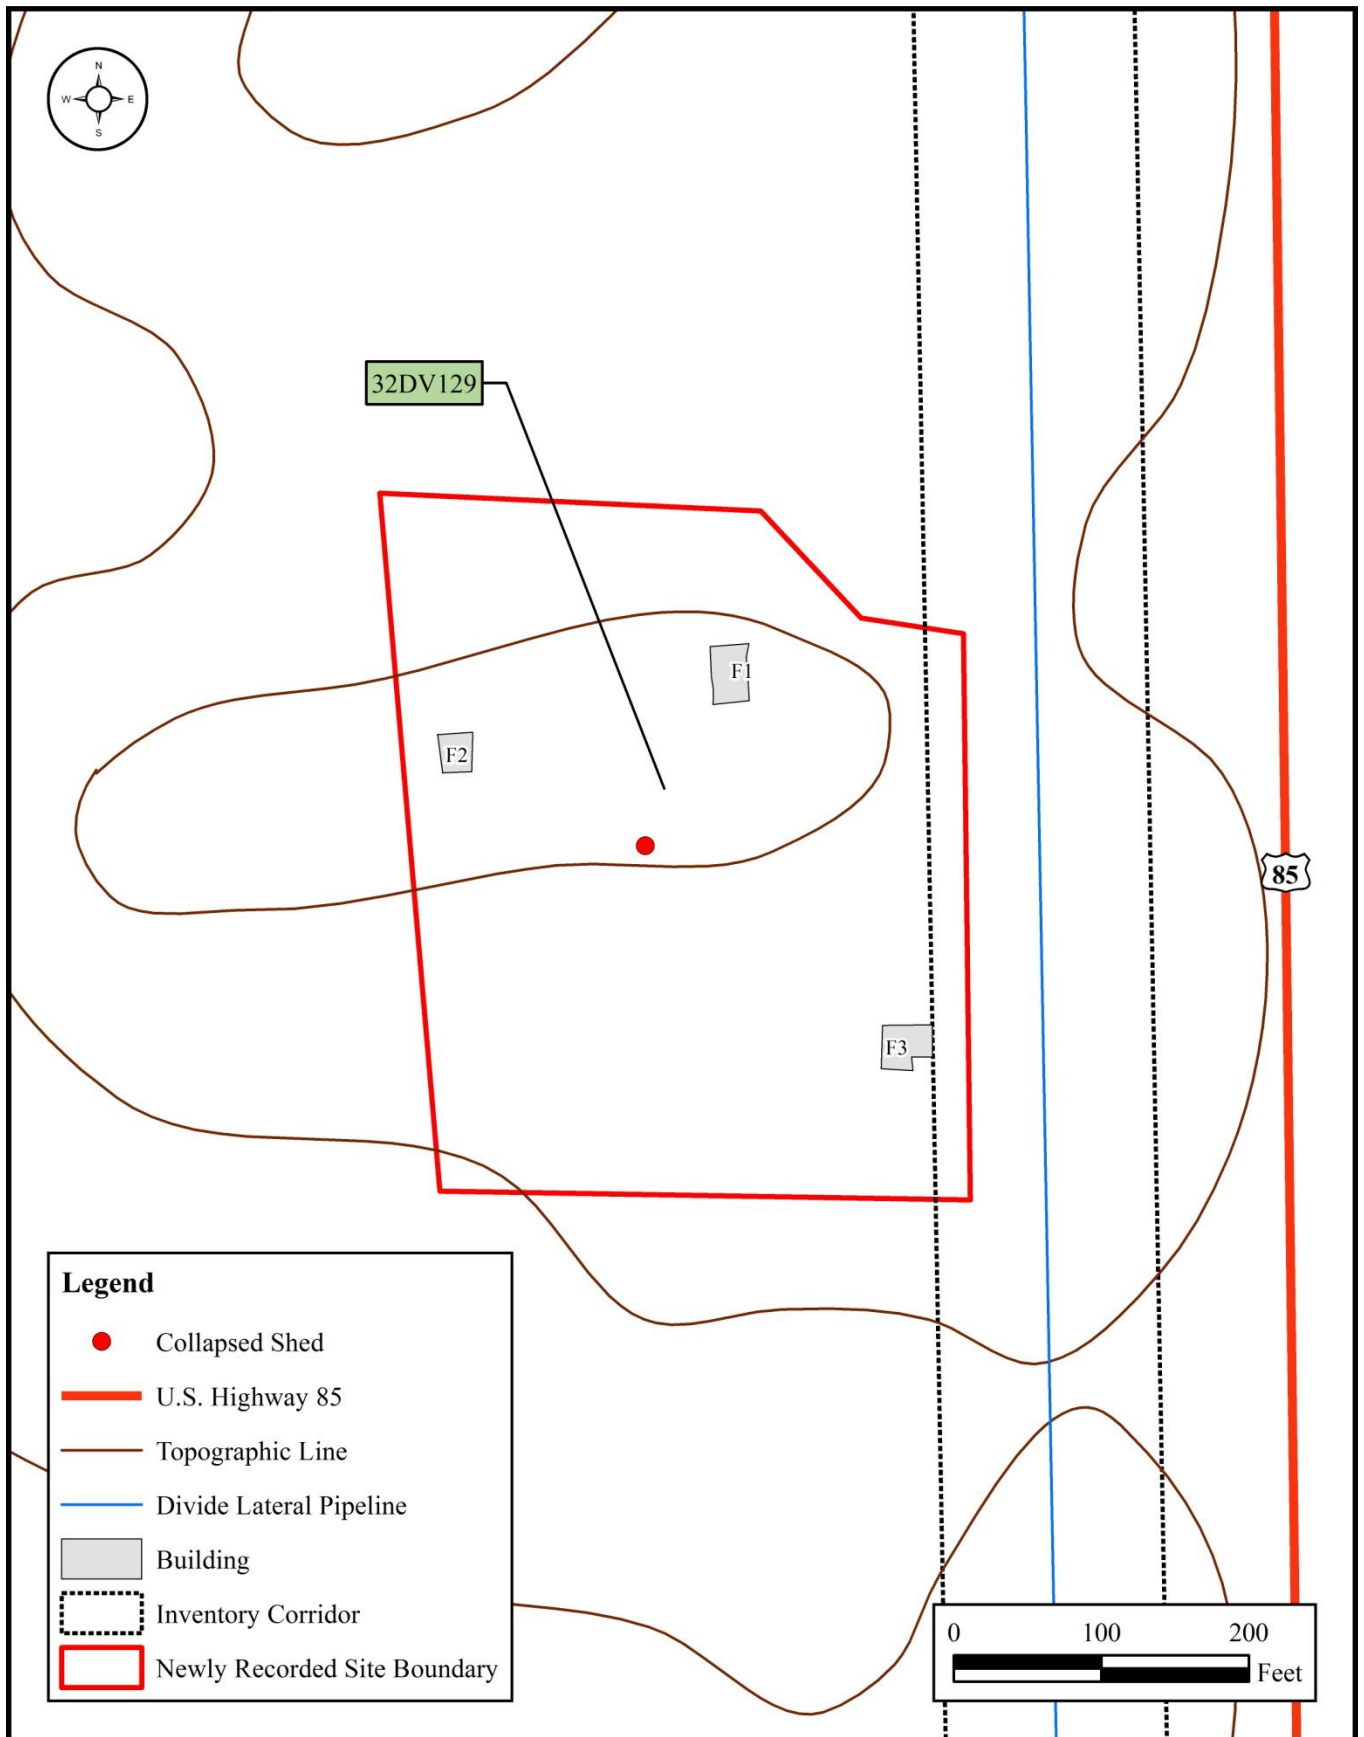 N
W E
S
32DV129
F1
F2
85
F3
Legend
Collapsed Shed
U.S. Highway 85
Topographic Line
Divide Lateral Pipeline
Building
Inventory Corridor
Newly Recorded Site Boundary
0 100 200
Feet